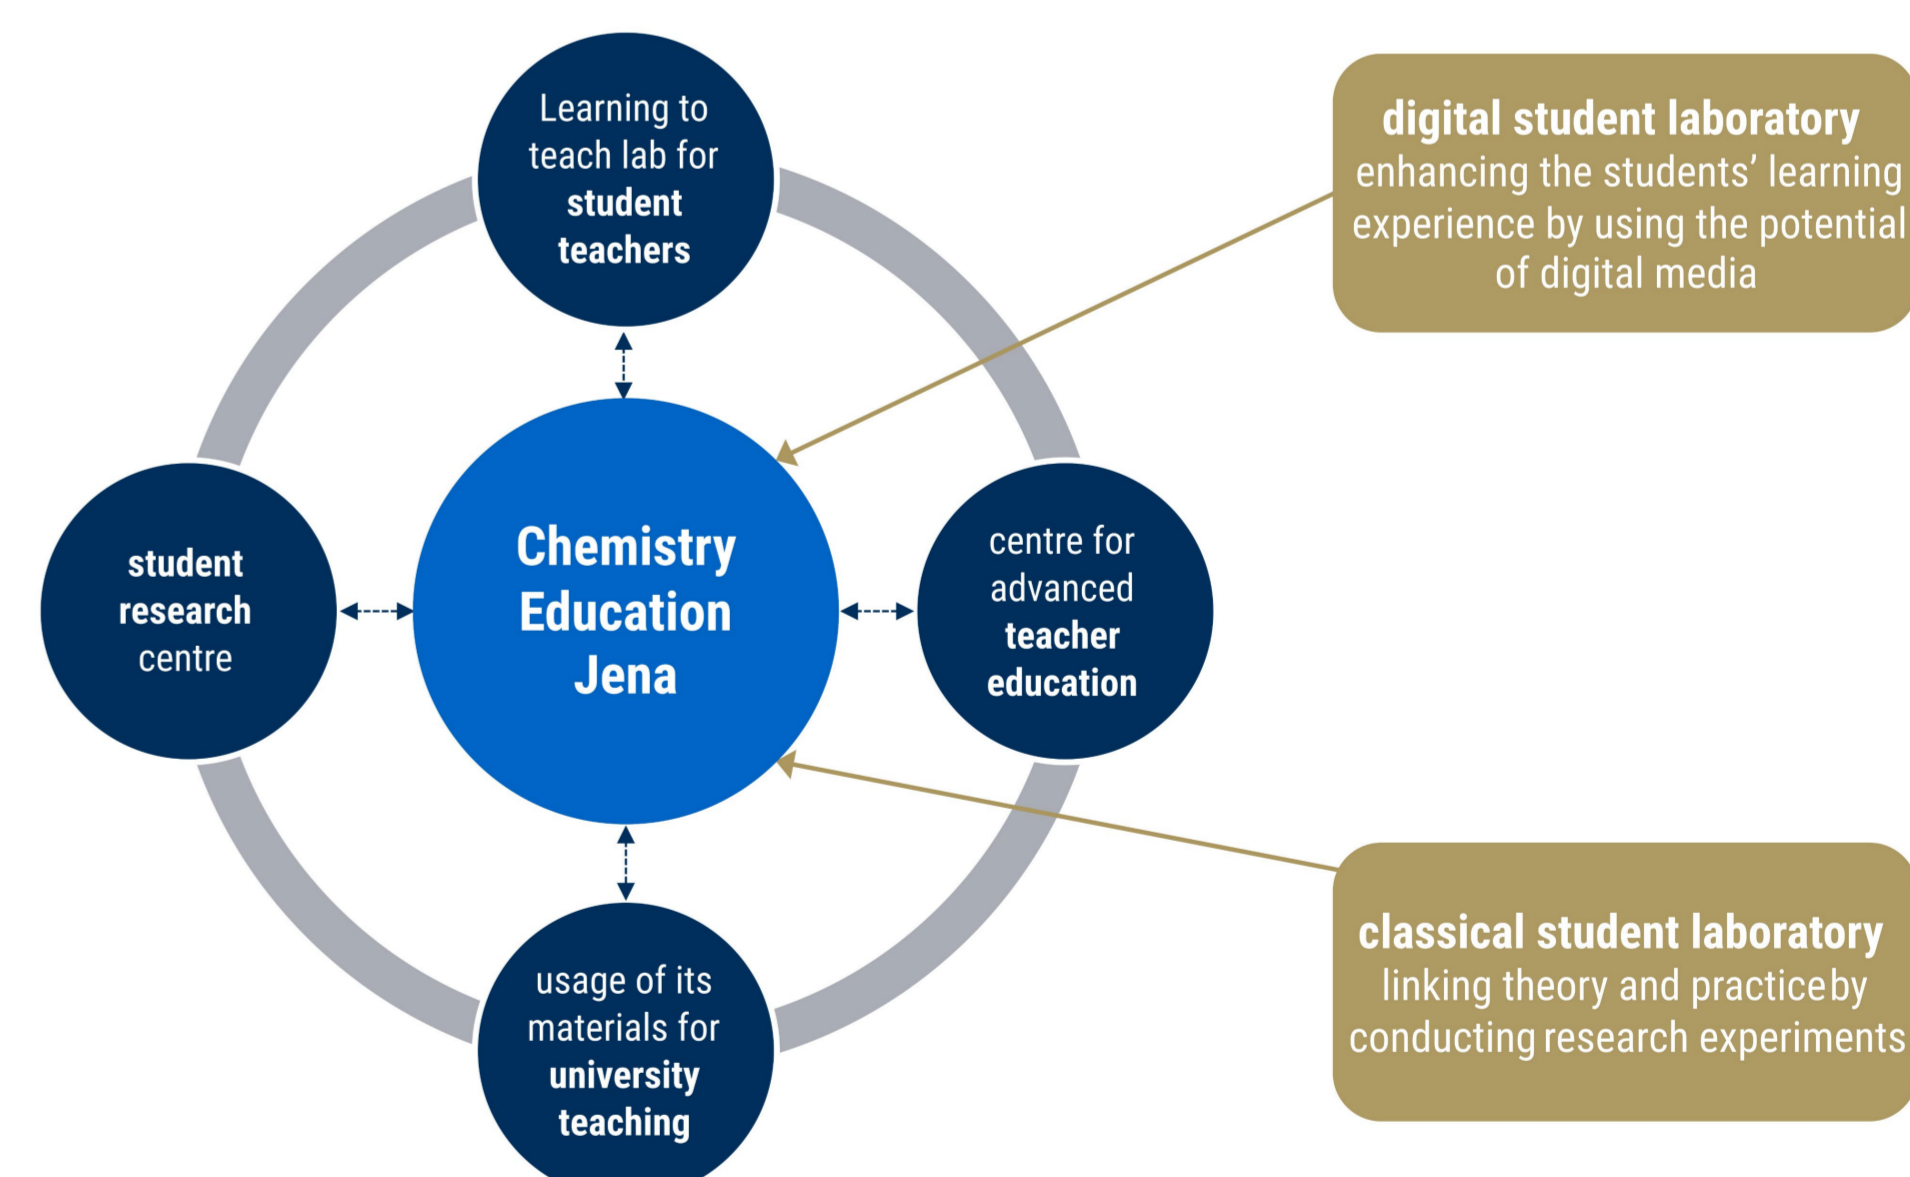 Learning to
teach lab for
student
teachers
digital student laboratory
enhancing the students’ learning
experience by using the potential
of digital media
student
research
centre
Chemistry
Education
Jena
centre for
advanced
teacher
education
usage of its
materials for
university
teaching
classical student laboratory
linking theory and practice by
conducting research experiments